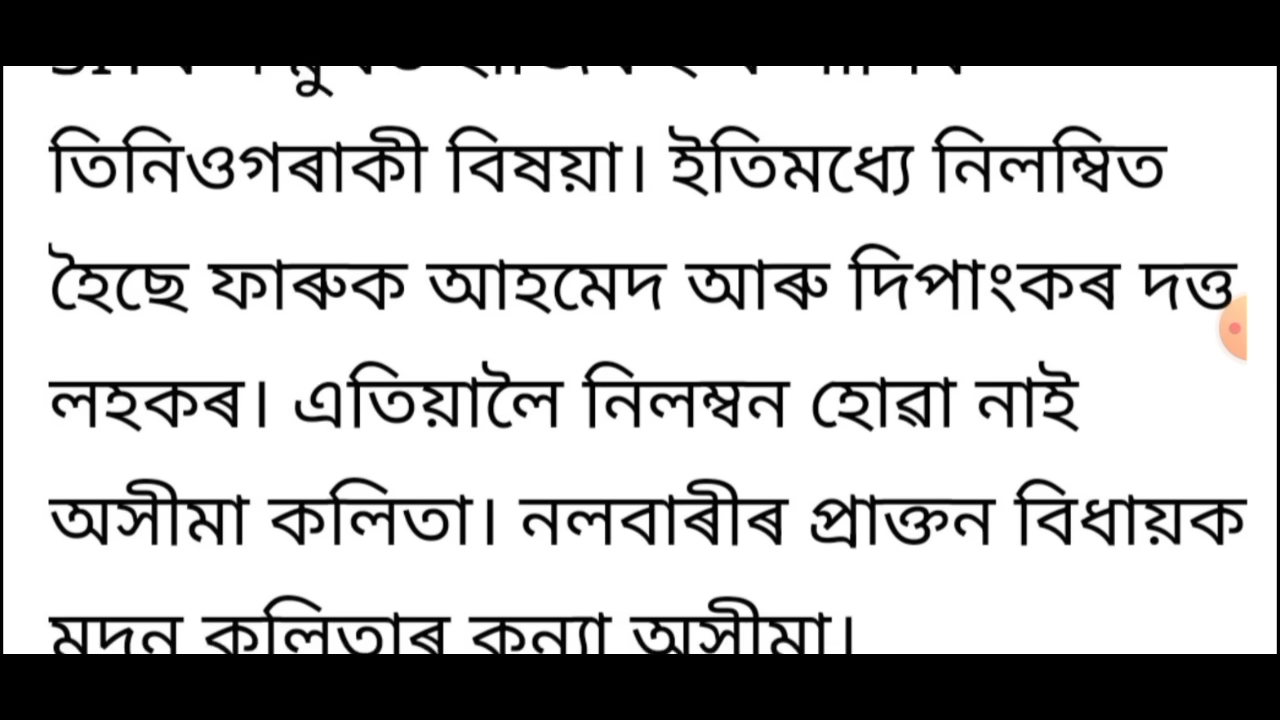 তিনিওগৰাকী বিষয়া। ইতিমধ্যে নিলম্বিত
হৈছে ফাৰুক আহমেদ আৰু দিপাংকৰ দত্ত
লহকৰ। এতিয়ালৈ নিলম্বন হোৱা নাই
অসীমা কলিতা। নলবাৰীৰ প্ৰাক্তন বিধায়ক
মদন কলিতাৰ কন্যা অসীমা।